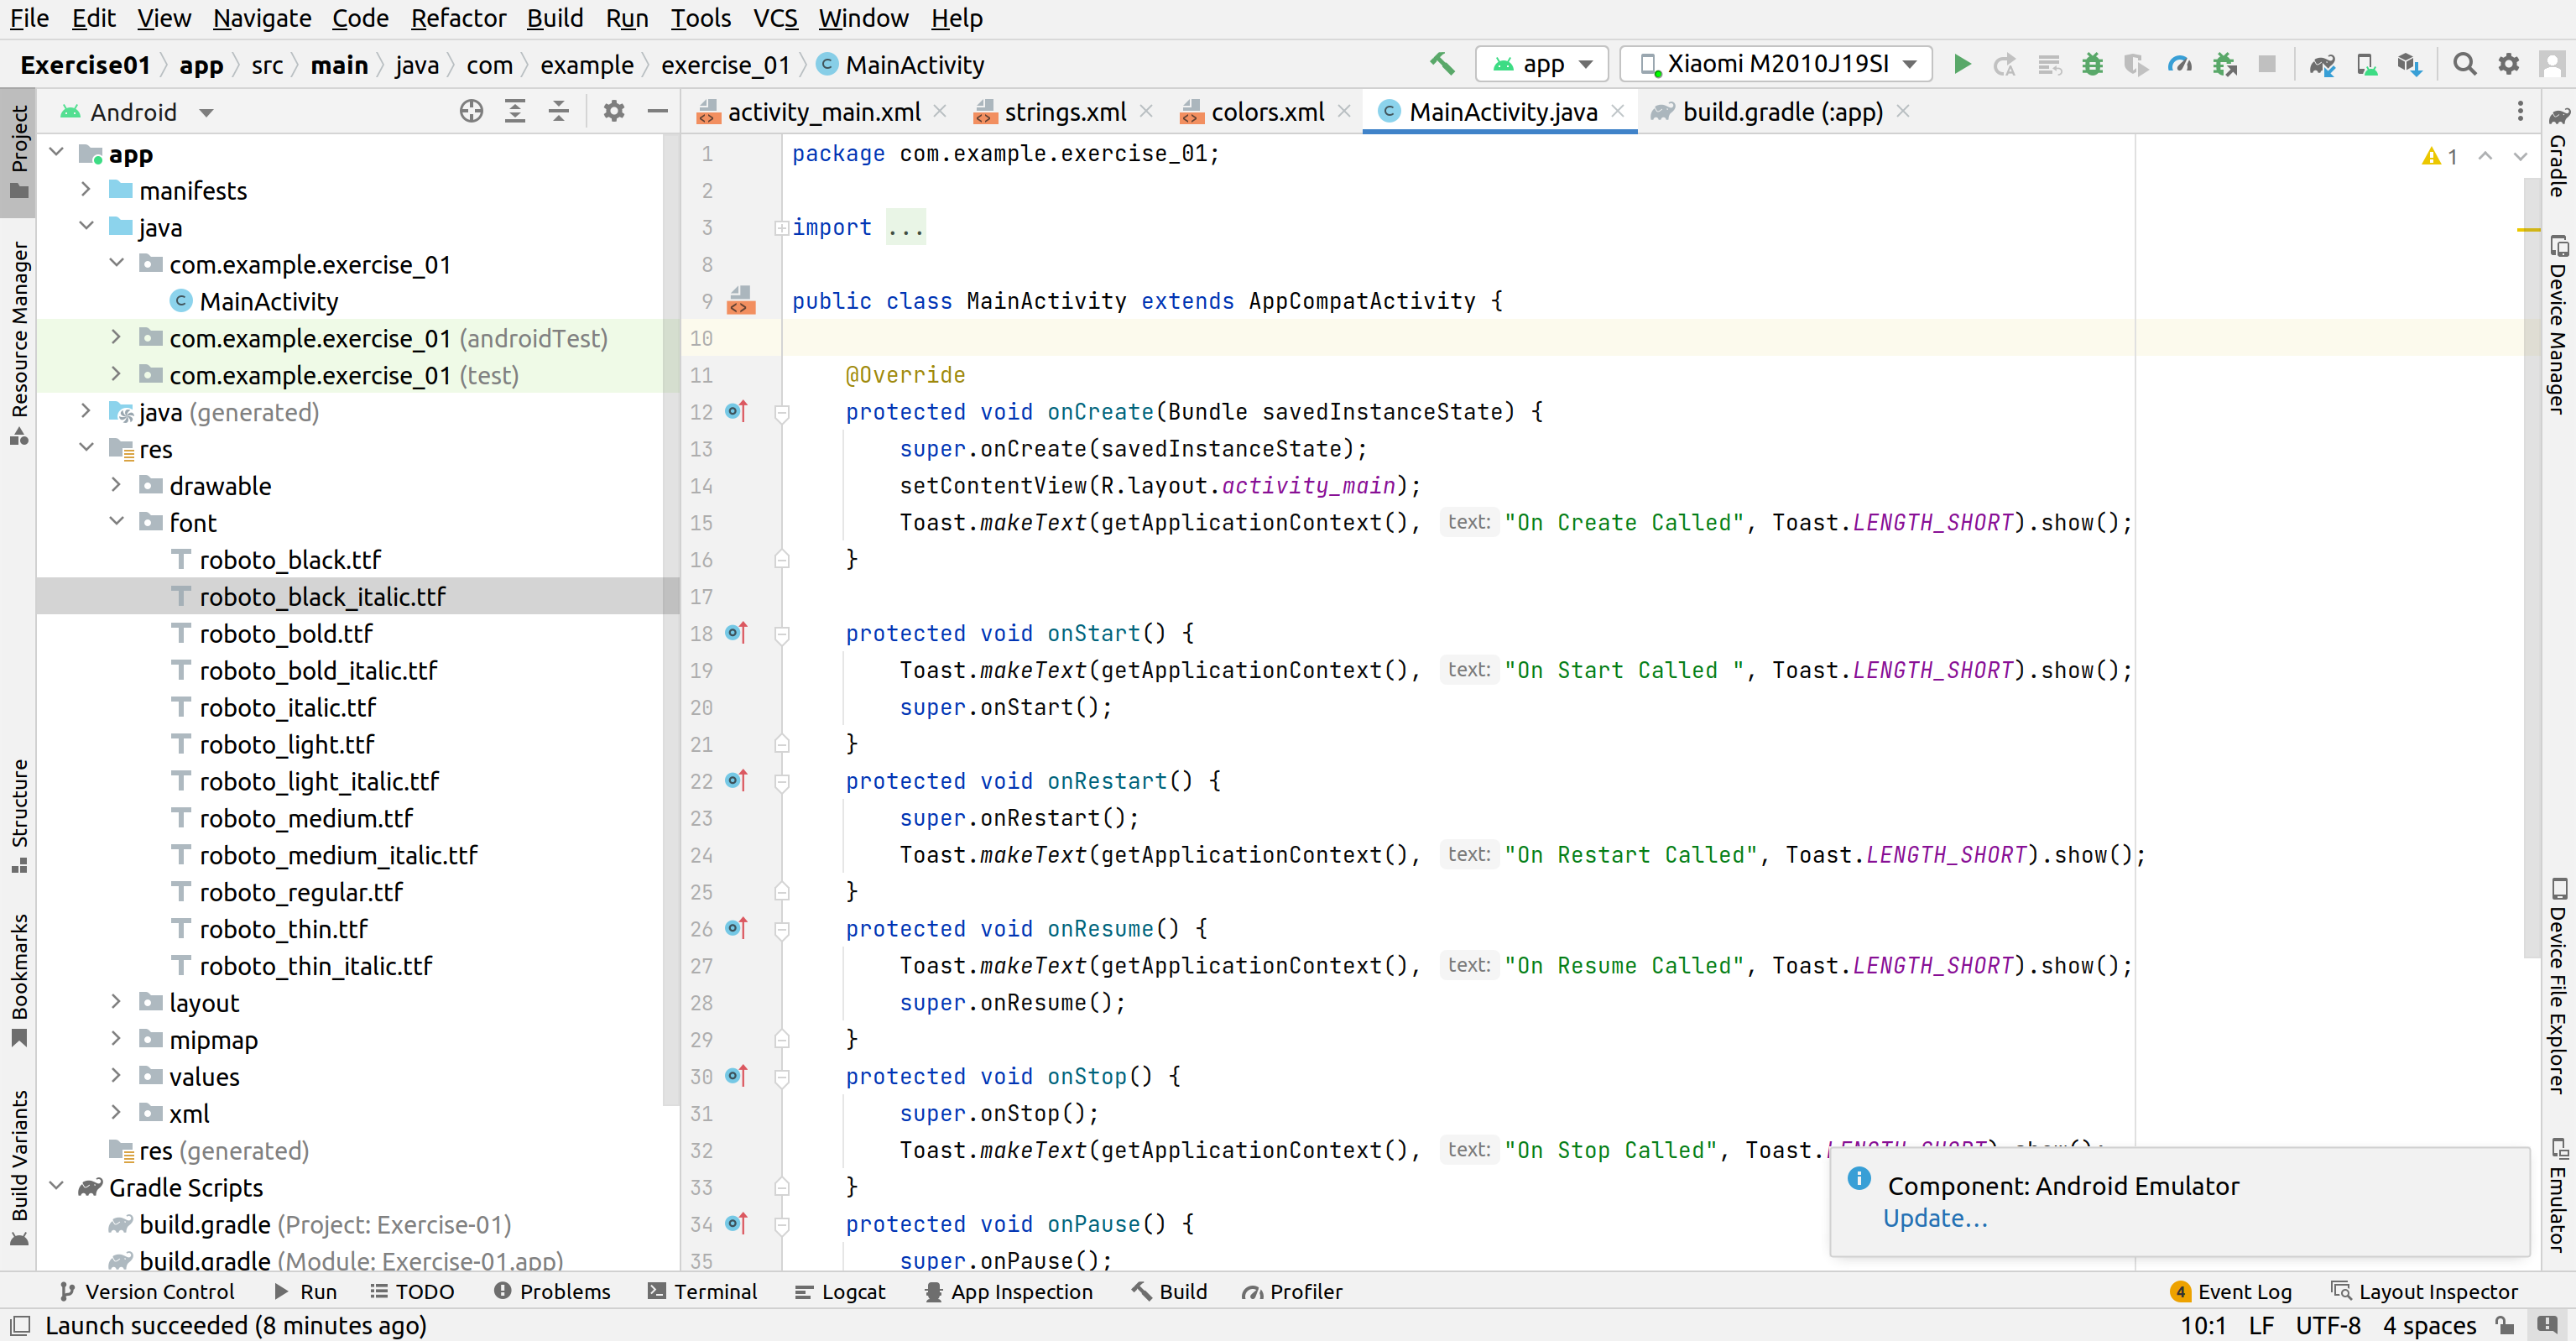 File Edit View Navigate Code Refactor Build Run Tools VCS Window Help
Exercise01 app src main java com example exercise_01 MainActivity
app Xiaomi M2010J19SI
Android
activity_main.xml strings.xml colors.xml MainActivity.java build.gradle (:app)
Project
Resource Manager
Structure
Bookmarks
Build Variants
app
manifests
java
com.example.exercise_01
MainActivity
com.example.exercise_01 (androidTest)
com.example.exercise_01 (test)
java (generated)
res
drawable
font
roboto_black.ttf
roboto_black_italic.ttf
roboto_bold.ttf
roboto_bold_italic.ttf
roboto_italic.ttf
roboto_light.ttf
roboto_light_italic.ttf
roboto_medium.ttf
roboto_medium_italic.ttf
roboto_regular.ttf
roboto_thin.ttf
roboto_thin_italic.ttf
layout
mipmap
values
xml
res (generated)
Gradle Scripts
build.gradle (Project: Exercise-01)
build.gradle (Module: Exercise-01.app)
1 package com.example.exercise_01;
2
3 import ...
8
9 public class MainActivity extends AppCompatActivity {
10
11 @Override
12 protected void onCreate(Bundle savedInstanceState) {
13 super.onCreate(savedInstanceState);
14 setContentView(R.layout.activity_main);
15 Toast.makeText(getApplicationContext(), text: "On Create Called", Toast.LENGTH_SHORT).show();
16 }
17
18 protected void onStart() {
19 Toast.makeText(getApplicationContext(), text: "On Start Called ", Toast.LENGTH_SHORT).show();
20 super.onStart();
21 }
22 protected void onRestart() {
23 super.onRestart();
24 Toast.makeText(getApplicationContext(), text: "On Restart Called", Toast.LENGTH_SHORT).show();
25 }
26 protected void onResume() {
27 Toast.makeText(getApplicationContext(), text: "On Resume Called", Toast.LENGTH_SHORT).show();
28 super.onResume();
29 }
30 protected void onStop() {
31 super.onStop();
32 Toast.makeText(getApplicationContext(), text: "On Stop Called", Toast.LENGTH_SHORT).show();
33 }
34 protected void onPause() {
35 super.onPause();
1
Component: Android Emulator
Update...
Gradle
Device Manager
Device File Explorer
Emulator
Version Control Run TODO Problems Terminal Logcat App Inspection Build Profiler 4 Event Log Layout Inspector
Launch succeeded (8 minutes ago) 10:1 LF UTF-8 4 spaces